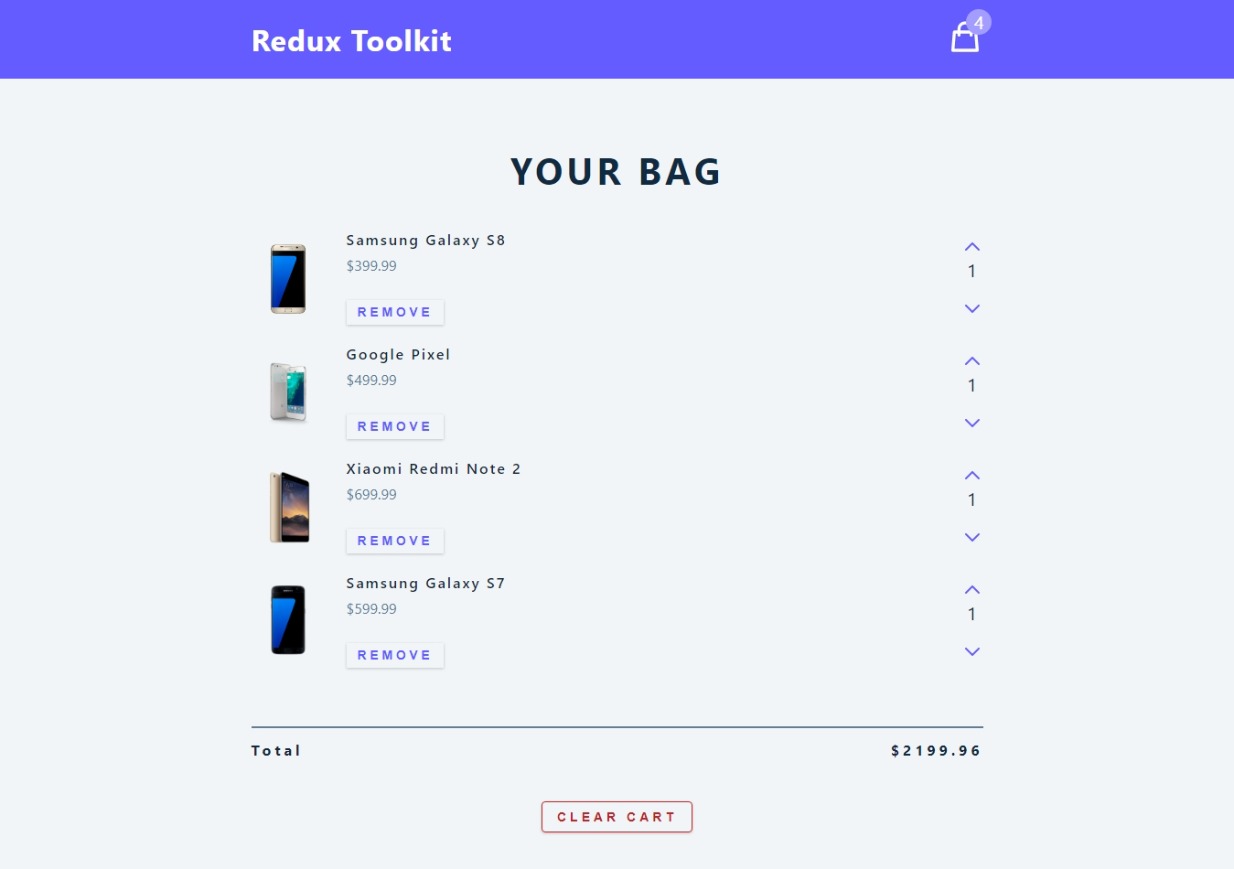 Redux Toolkit
4
YOUR BAG
Samsung Galaxy S8
$399.99
1
REMOVE
Google Pixel
$499.99
1
REMOVE
Xiaomi Redmi Note 2
$699.99
1
REMOVE
Samsung Galaxy S7
$599.99
1
REMOVE
Total $2199.96
CLEAR CART